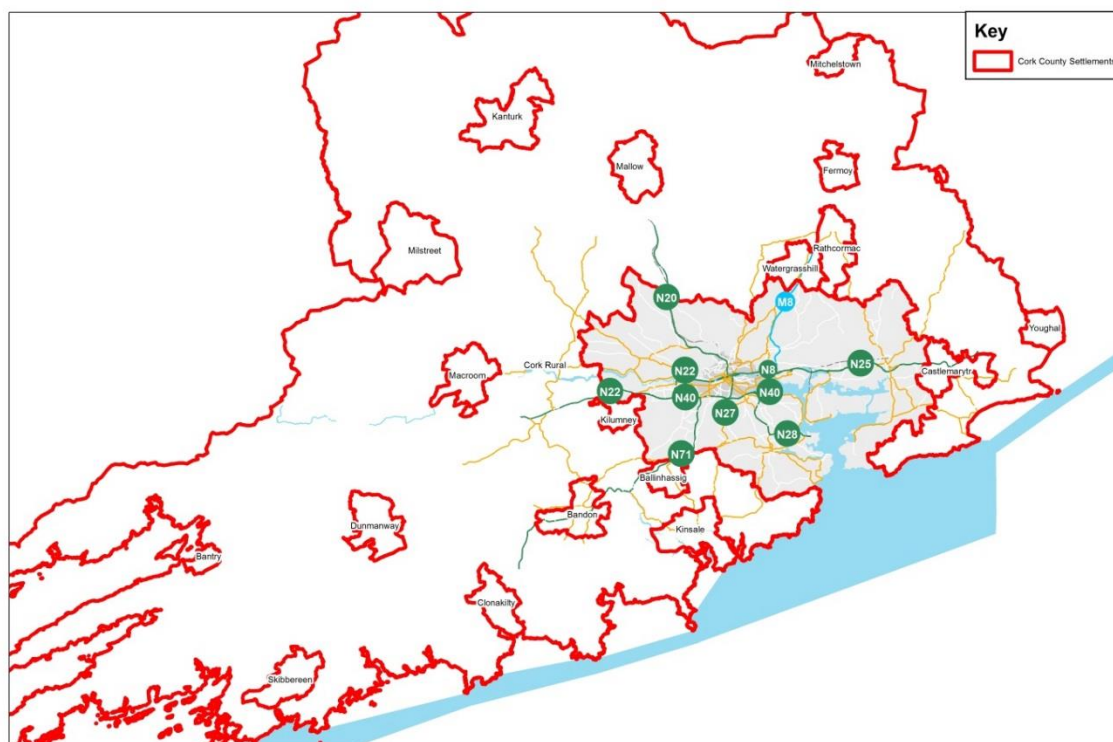 Key
Cork County Settlements
Mitchelstown
Kanturk
Mallow
Fermoy
Milstreet
Rathcormac
Watergrasshill
N20
M8
Youghal
Cork Rural
Macroom
N22
N8
N25
Castlemarytr
N22
N40
N40
Kilumney
N27
N28
N71
Ballinhassig
Bandon
Kinsale
Dunmanway
Bantry
Clonakilty
Skibbereen